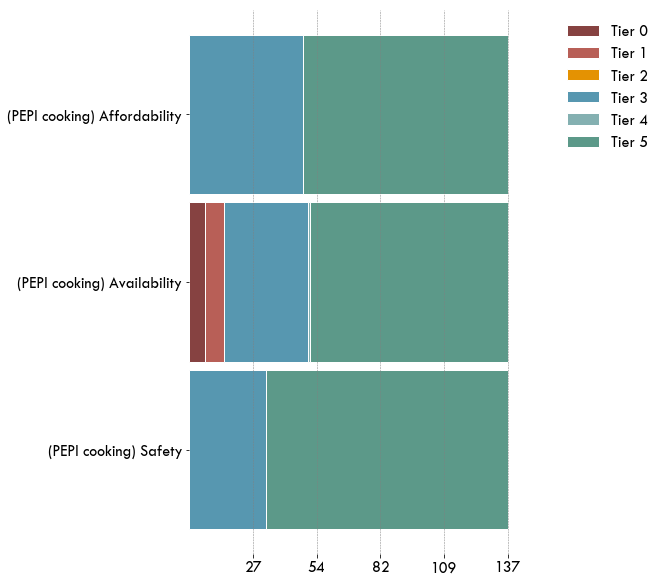 Tier 0
Tier 1
Tier 2
Tier 3
Tier 4
Tier 5
(PEPI cooking) Affordability
(PEPI cooking) Availability
(PEPI cooking) Safety
27 54 82 109 137